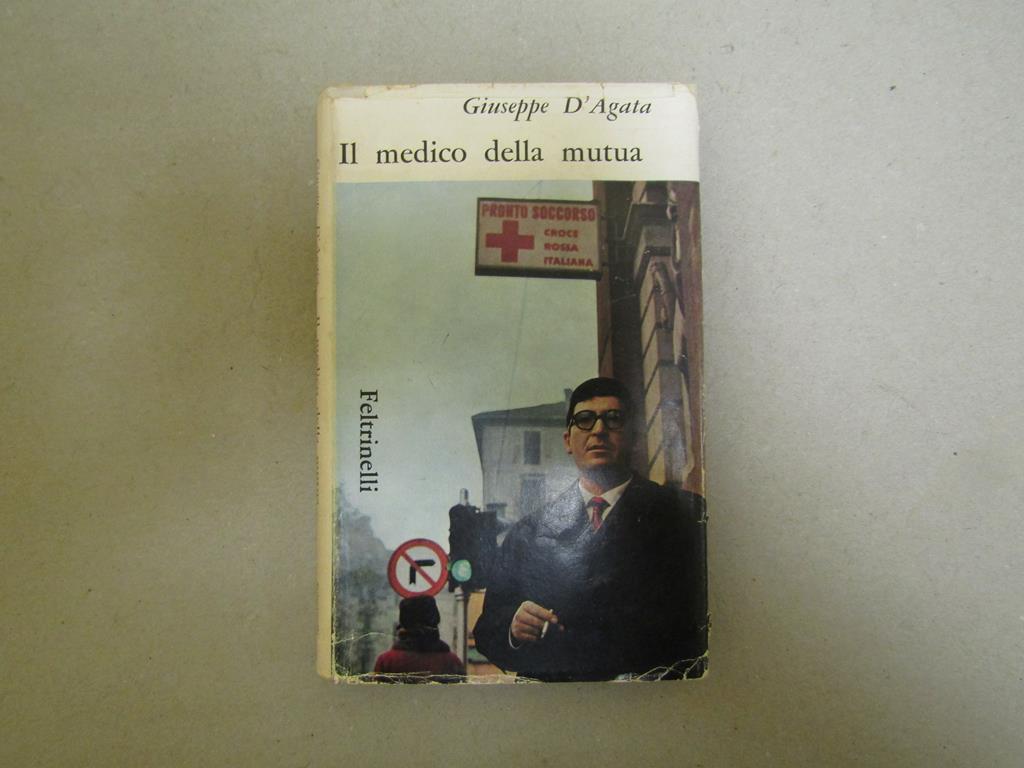 Giuseppe D'Agata
Il medico della mutua
PRONTO SOCCORSO
CROCE
ROSSA
ITALIANA
Feltrinelli